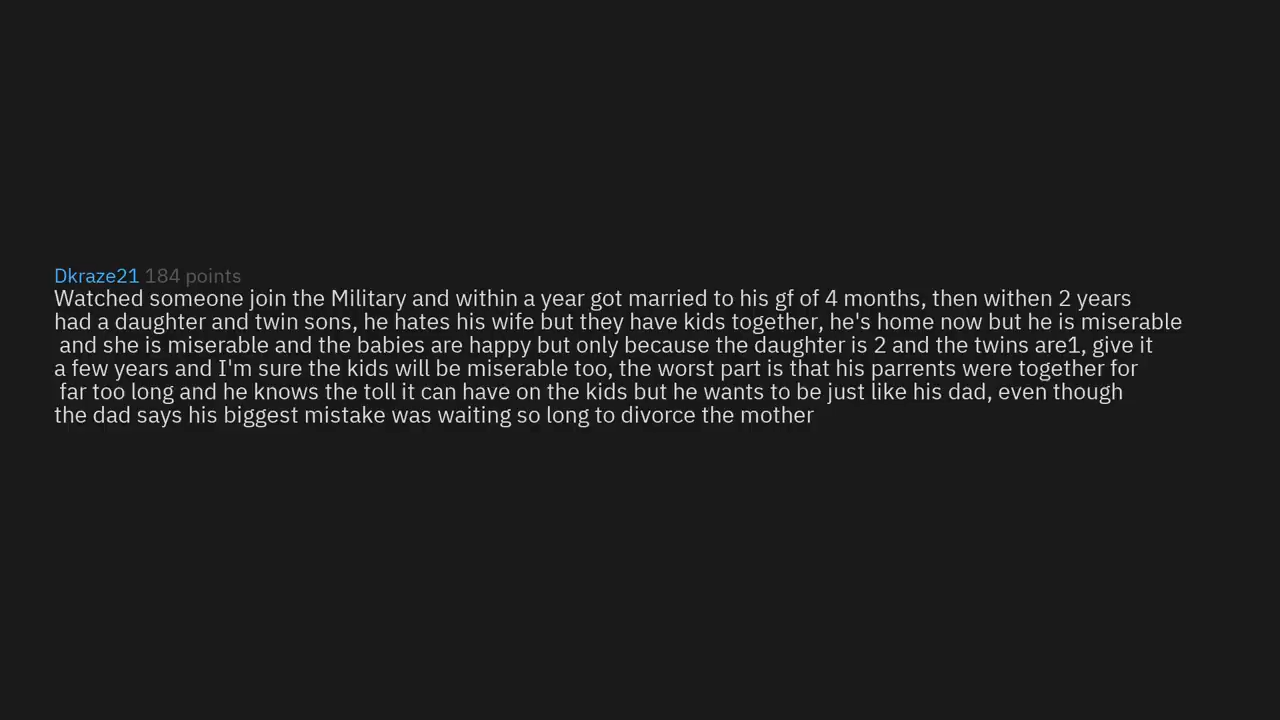 Dkraze21 184 points
Watched someone join the Military and within a year got married to his gf of 4 months, then withen 2 years
had a daughter and twin sons, he hates his wife but they have kids together, he's home now but he is miserable
and she is miserable and the babies are happy but only because the daughter is 2 and the twins are1, give it
a few years and I'm sure the kids will be miserable too, the worst part is that his parrents were together for
far too long and he knows the toll it can have on the kids but he wants to be just like his dad, even though
the dad says his biggest mistake was waiting so long to divorce the mother